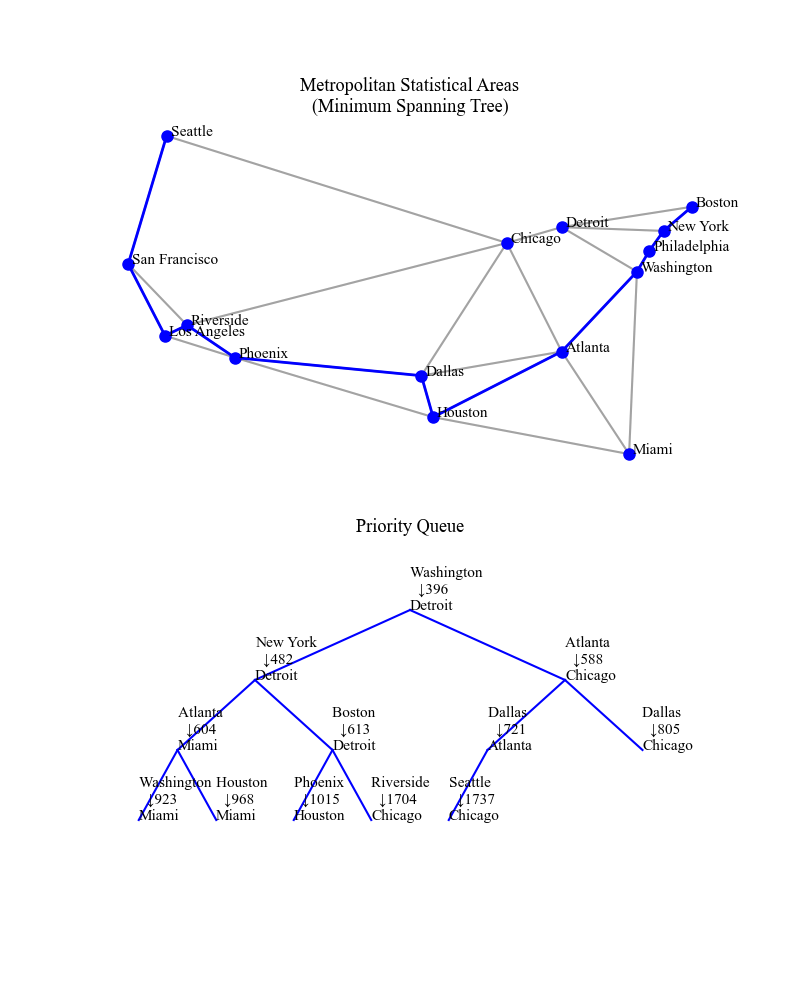 Metropolitan Statistical Areas
(Minimum Spanning Tree)
Seattle
Boston
Detroit
New York
Chicago
Philadelphia
San Francisco
Washington
Riverside
Los Angeles
Atlanta
Phoenix
Dallas
Houston
Miami
Priority Queue
Washington
↓396
Detroit
New York
↓482
Detroit
Atlanta
↓588
Chicago
Atlanta
↓604
Miami
Boston
↓613
Detroit
Dallas
↓721
Atlanta
Dallas
↓805
Chicago
Washington
↓923
Miami
Houston
↓968
Miami
Phoenix
↓1015
Houston
Riverside
↓1704
Chicago
Seattle
↓1737
Chicago